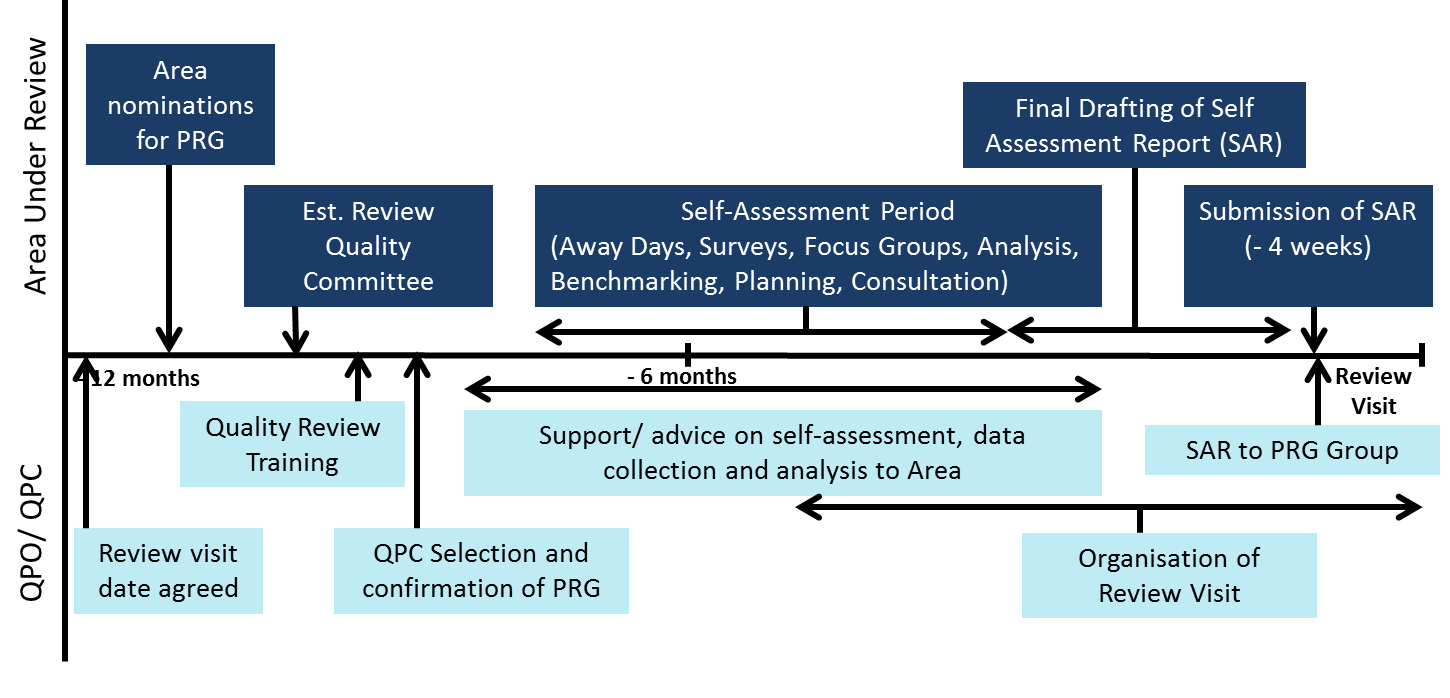 Area Under Review
Area
nominations
for PRG
Est. Review
Quality
Committee
Self-Assessment Period
(Away Days, Surveys, Focus Groups, Analysis,
Benchmarking, Planning, Consultation)
Final Drafting of Self
Assessment Report (SAR)
Submission of SAR
(- 4 weeks)
- 12 months
- 6 months
Review
Visit
QPO/ QPC
Quality Review
Training
Support/ advice on self-assessment, data
collection and analysis to Area
SAR to PRG Group
Review visit
date agreed
QPC Selection and
confirmation of PRG
Organisation of
Review Visit